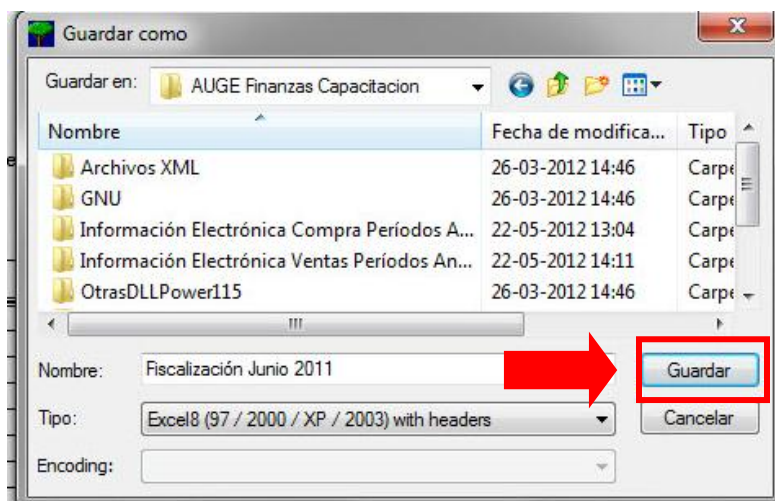 Guardar como
Guardar en: AUGE Finanzas Capacitacion
Nombre Fecha de modifica... Tipo
Archivos XML 26-03-2012 14:46 Carpe
GNU 26-03-2012 14:46 Carpe
Información Electrónica Compra Períodos A... 22-05-2012 13:04 Carpe
Información Electrónica Ventas Períodos An... 22-05-2012 14:11 Carpe
OtrasDLLPower115 26-03-2012 14:46 Carpe
Nombre: Fiscalización Junio 2011 Guardar
Tipo: Excel8 (97 / 2000 / XP / 2003) with headers Cancelar
Encoding: